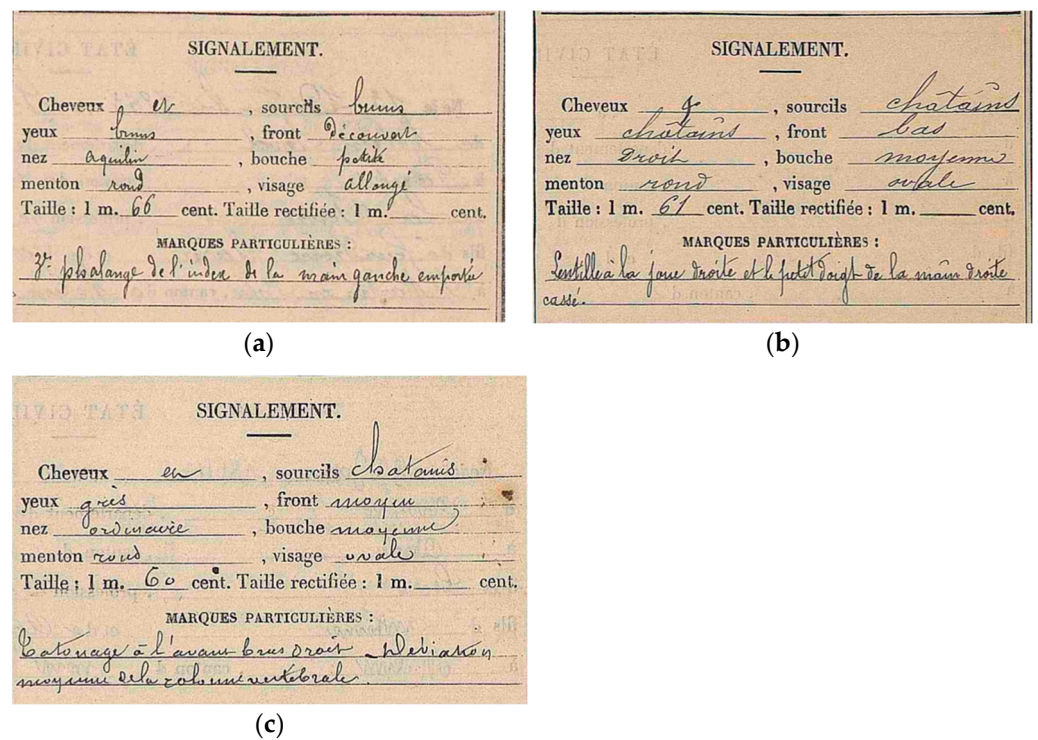 SIGNALEMENT.
Cheveux et , sourcils bruns
yeux bruns , front Découvert
nez aquilin , bouche petite
menton rond , visage allongé
Taille : 1 m. 66 cent. Taille rectifiée : 1 m. cent.
MARQUES PARTICULIÈRES :
3e phalange de l'index de la main gauche emportée
(a)
SIGNALEMENT.
Cheveux & , sourcils châtains
yeux châtains , front bas
nez Droit , bouche moyenne
menton rond , visage ovale
Taille : 1 m. 61 cent. Taille rectifiée : 1 m. cent.
MARQUES PARTICULIÈRES :
Lentille à la joue droite et le petit doigt de la main droite
cassé.
(b)
SIGNALEMENT.
Cheveux et , sourcils chatains
yeux gris , front moyen
nez ordinaire , bouche moyenne
menton rond , visage ovale
Taille : 1 m. 60 cent. Taille rectifiée : 1 m. cent.
MARQUES PARTICULIÈRES :
Tatouage à l'avant bras Droit _ Déviation
moyenne de la colonne vertébrale.
(c)